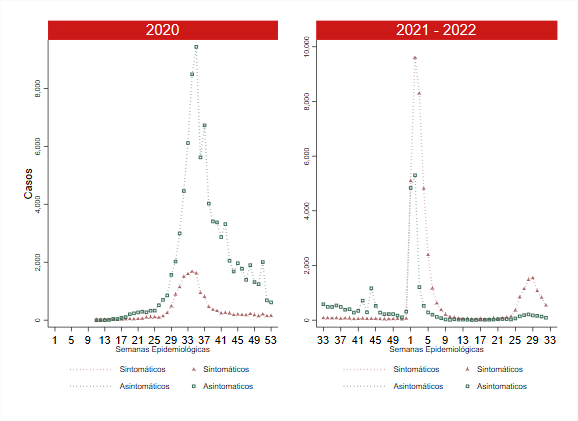 2020
2021 - 2022
Casos
8,000
6,000
4,000
2,000
0
1 5 9 13 17 21 25 29 33 37 41 45 49 53
Semanas Epidemiológicas
Sintomáticos Sintomáticos
Asintomáticos Asintomaticos
10,000
8,000
6,000
4,000
2,000
0
33 37 41 45 49 1 5 9 13 17 21 25 29 33
Semanas Epidemiológicas
Sintomáticos Sintomáticos
Asintomáticos Asintomaticos